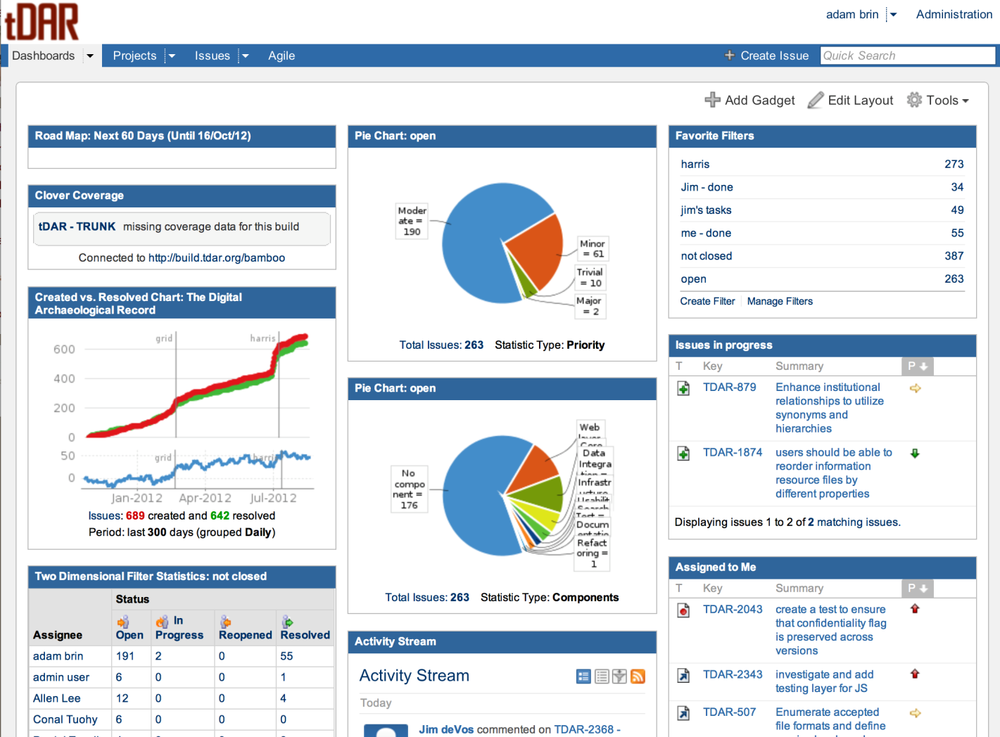 tDAR
adam brin
Administration
Dashboards
Projects
Issues
Agile
Create Issue
Quick Search
Add Gadget
Edit Layout
Tools
Road Map: Next 60 Days (Until 16/Oct/12)
Clover Coverage
tDAR - TRUNK missing coverage data for this build
Connected to http://build.tdar.org/bamboo
Created vs. Resolved Chart: The Digital
Archaeological Record
grid
harris
600
400
200
0
50
0
grid
harris
Jan-2012
Apr-2012
Jul-2012
Issues: 689 created and 642 resolved
Period: last 300 days (grouped Daily)
Two Dimensional Filter Statistics: not closed
Status
Assignee
Open
In
Progress
Reopened
Resolved
adam brin 191 2 0 55
admin user 6 0 0 1
Allen Lee 12 0 0 4
Conal Tuohy 6 0 0 0
Pie Chart: open
Moder
ate =
190
Minor
= 61
Trivial
= 10
Major
= 2
Total Issues: 263 Statistic Type: Priority
Pie Chart: open
No
compo
nent =
176
Web
layer
Core
Data
Integra
tion =
Infrastr
ucture
Usabilit
Search
Test =
Docum
entatio
Refact
oring =
1
Total Issues: 263 Statistic Type: Components
Activity Stream
Activity Stream
Today
Jim deVos commented on TDAR-2368 -
Favorite Filters
harris 273
Jim - done 34
jim's tasks 49
me - done 55
not closed 387
open 263
Create Filter Manage Filters
Issues in progress
T Key Summary P
TDAR-879 Enhance institutional
relationships to utilize
synonyms and
hierarchies
TDAR-1874 users should be able to
reorder information
resource files by
different properties
Displaying issues 1 to 2 of 2 matching issues.
Assigned to Me
T Key Summary P
TDAR-2043 create a test to ensure
that confidentiality flag
is preserved across
versions
TDAR-2343 investigate and add
testing layer for JS
TDAR-507 Enumerate accepted
file formats and define